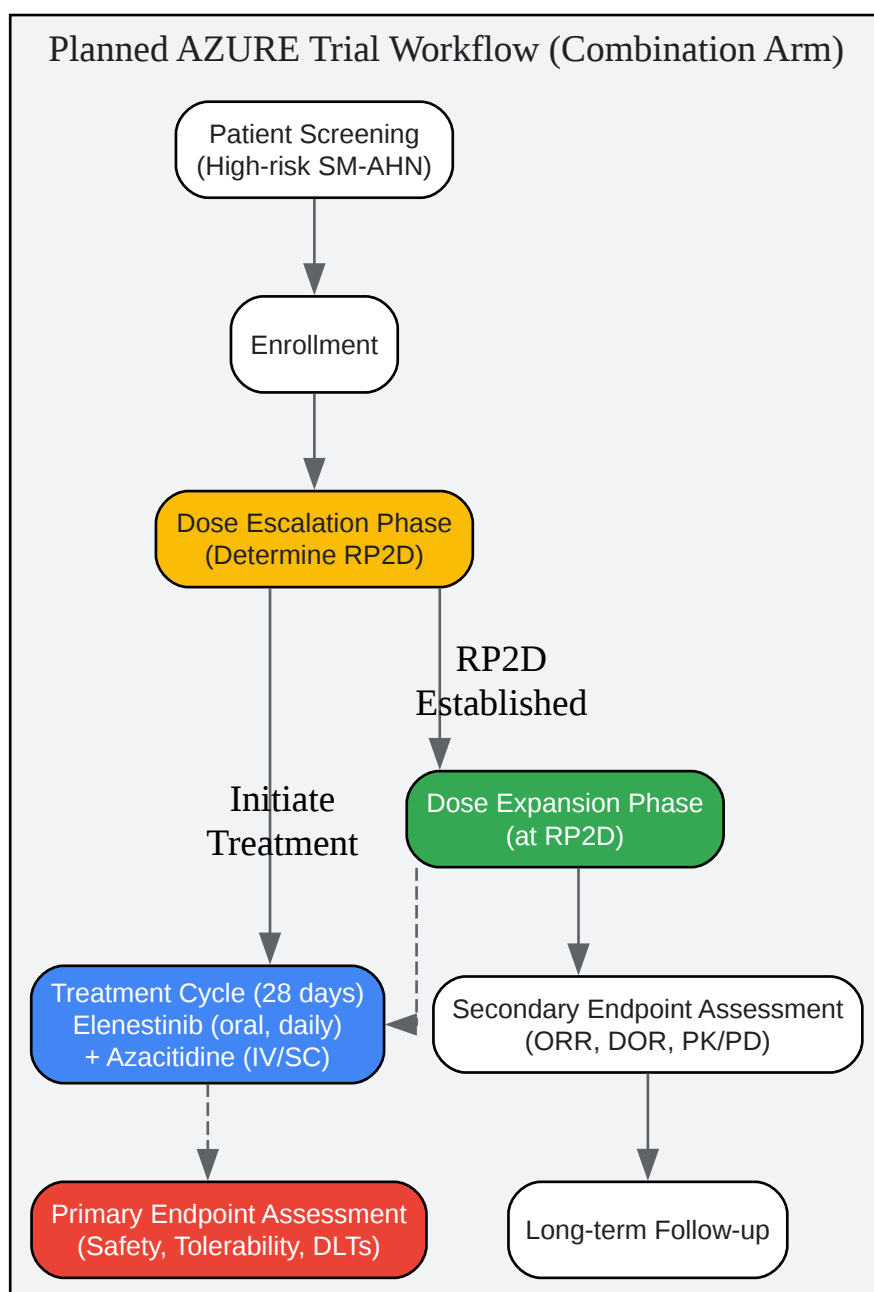 Planned AZURE Trial Workflow (Combination Arm)
Patient Screening
(High-risk SM-AHN)
Enrollment
Dose Escalation Phase
(Determine RP2D)
RP2D
Established
Initiate
Treatment
Dose Expansion Phase
(at RP2D)
Treatment Cycle (28 days)
Elenestinib (oral, daily)
+ Azacitidine (IV/SC)
Secondary Endpoint Assessment
(ORR, DOR, PK/PD)
Primary Endpoint Assessment
(Safety, Tolerability, DLTs)
Long-term Follow-up